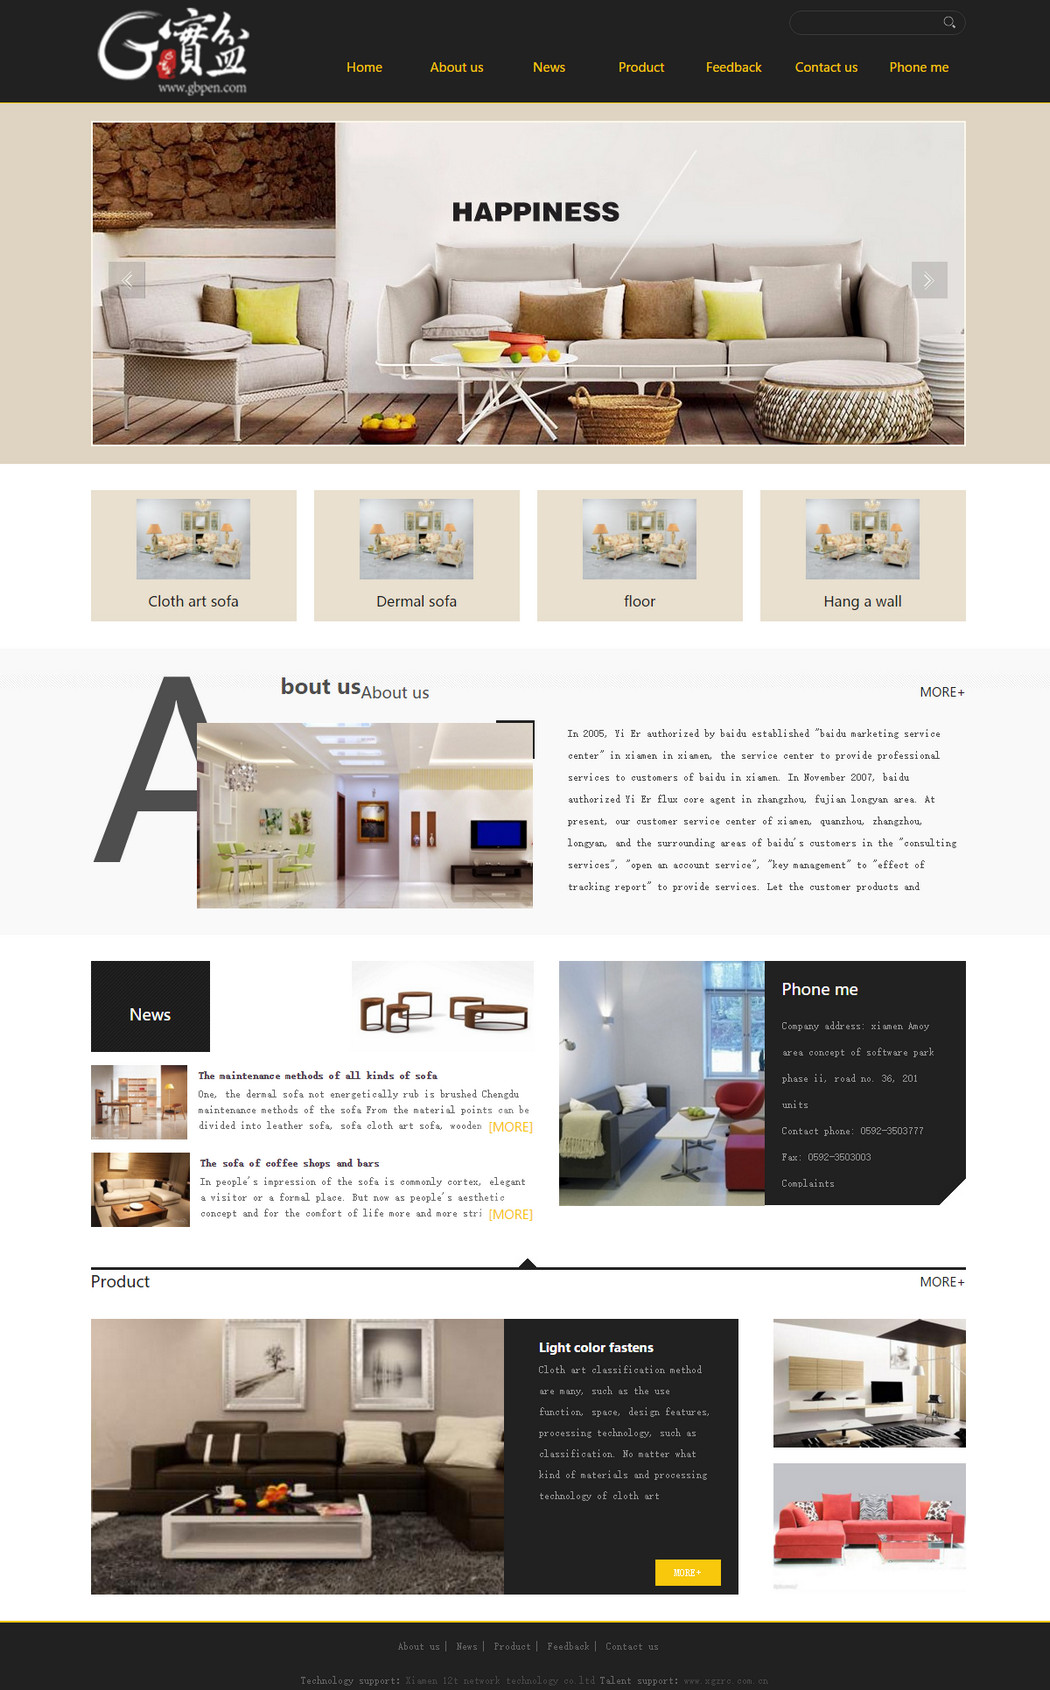 G寶盆
www.gbpen.com
Home About us News Product Feedback Contact us Phone me
HAPPINESS
Cloth art sofa
Dermal sofa
floor
Hang a wall
A
bout us About us
MORE+
In 2005, Yi Er authorized by baidu established "baidu marketing service
center" in xiamen in xiamen, the service center to provide professional
services to customers of baidu in xiamen. In November 2007, baidu
authorized Yi Er flux core agent in zhangzhou, fujian longyan area. At
present, our customer service center of xiamen, quanzhou, zhangzhou,
longyan, and the surrounding areas of baidu's customers in the "consulting
services", "open an account service", "key management" to "effect of
tracking report" to provide services. Let the customer products and
News
The maintenance methods of all kinds of sofa
One, the dermal sofa not energetically rub is brushed Chengdu
maintenance methods of the sofa From the material points can be
divided into leather sofa, sofa cloth art sofa, wooden [MORE]
The sofa of coffee shops and bars
In people's impression of the sofa is commonly cortex, elegant
a visitor or a formal place. But now as people's aesthetic
concept and for the comfort of life more and more stri [MORE]
Phone me
Company address: xiamen Amoy
area concept of software park
phase ii, road no. 36, 201
units
Contact phone: 0592-3503777
Fax: 0592-3503003
Complaints
Product
MORE+
Light color fastens
Cloth art classification method
are many, such as the use
function, space, design features,
processing technology, such as
classification. No matter what
kind of materials and processing
technology of cloth art
MORE+
About us | News | Product | Feedback | Contact us
Technology support: Xiamen 12t network technology co.ltd Talent support: www.xgzrc.com.cn